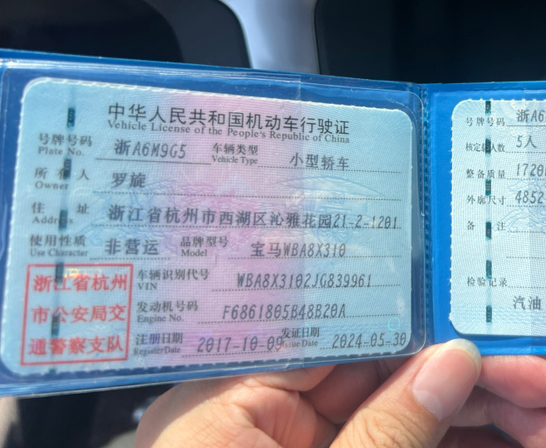 中华人民共和国机动车行驶证
Vehicle License of the People's Republic of China
号牌号码 浙A6M9G5 车辆类型 小型轿车
Plate No. Vehicle Type
所有人 罗旋
Owner
住址 浙江省杭州市西湖区沁雅花园21-2-1201
Address
使用性质 非营运 品牌型号 宝马WBA8X310
Use Character Model
浙江省杭州
市公安局交
通警察支队
车辆识别代号 WBA8X3102JG839961
VIN
发动机号码 F6861805B48B20A
Engine No.
注册日期 2017-10-09 发证日期 2024-05-30
Register Date Issue Date
号牌号码 浙A6
核定人数 5人
整备质量
外廓尺寸 4852
备注
检验记录
汽油